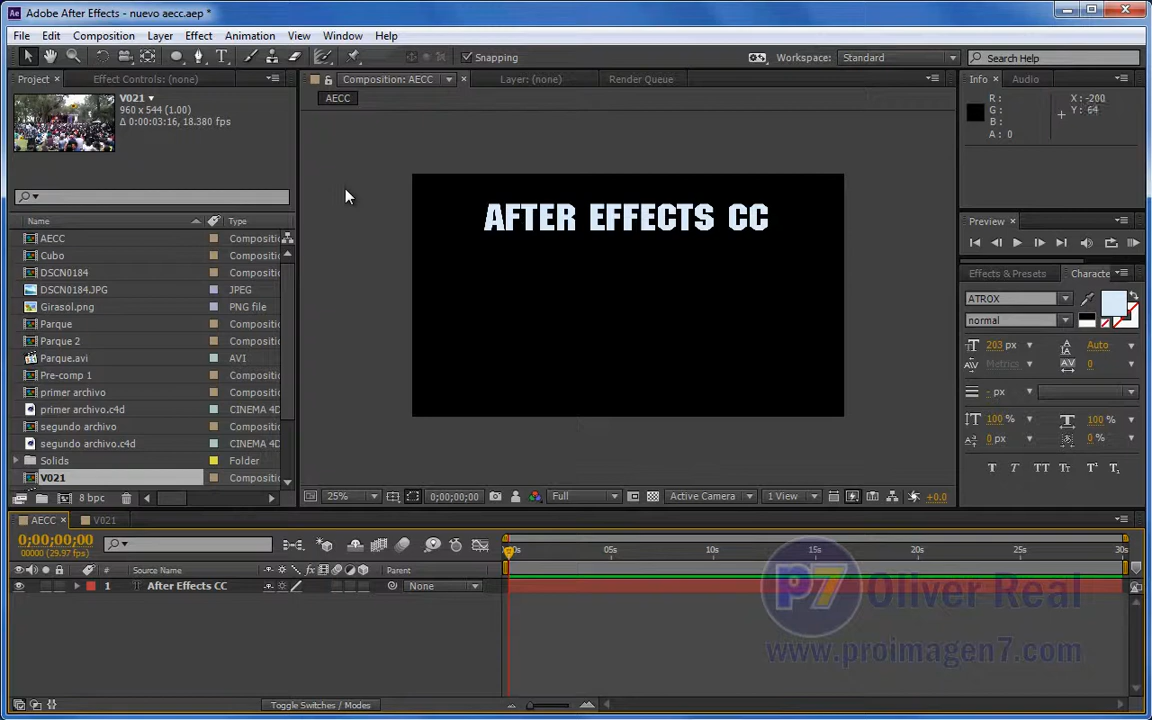 Adobe After Effects - nuevo aecc.aep *
File Edit Composition Layer Effect Animation View Window Help
Snapping Workspace: Standard Search Help
Project Effect Controls: (none) Composition: AECC Layer: (none) Render Queue Info Audio
V021
960 x 544 (1.00)
Δ 0:00:03:16, 18.380 fps
AECC
R: X: -200
G: Y: 64
B:
A: 0
AFTER EFFECTS CC
Name Type
AECC Composition
Cubo Composition
DSCN0184 Composition
DSCN0184.JPG JPEG
Girasol.png PNG file
Parque Composition
Parque 2 Composition
Parque.avi AVI
Pre-comp 1 Composition
primer archivo Composition
primer archivo.c4d CINEMA 4D
segundo archivo Composition
segundo archivo.c4d CINEMA 4D
Solids Folder
V021 Composition
8 bpc
Preview
Effects & Presets Characte
ATROX
normal
203 px Auto
Metrics 0
- px
100 % 100 %
0 px 0 %
T T TT Tт T¹ T₁
25% 0;00;00;00 Full Active Camera 1 View +0.0
AECC V021
0;00;00;00
00000 (29.97 fps)
05s 10s 15s 20s 25s 30s
# Source Name Parent
1 After Effects CC None
P7 Oliver Real
www.proimagen7.com
Toggle Switches / Modes